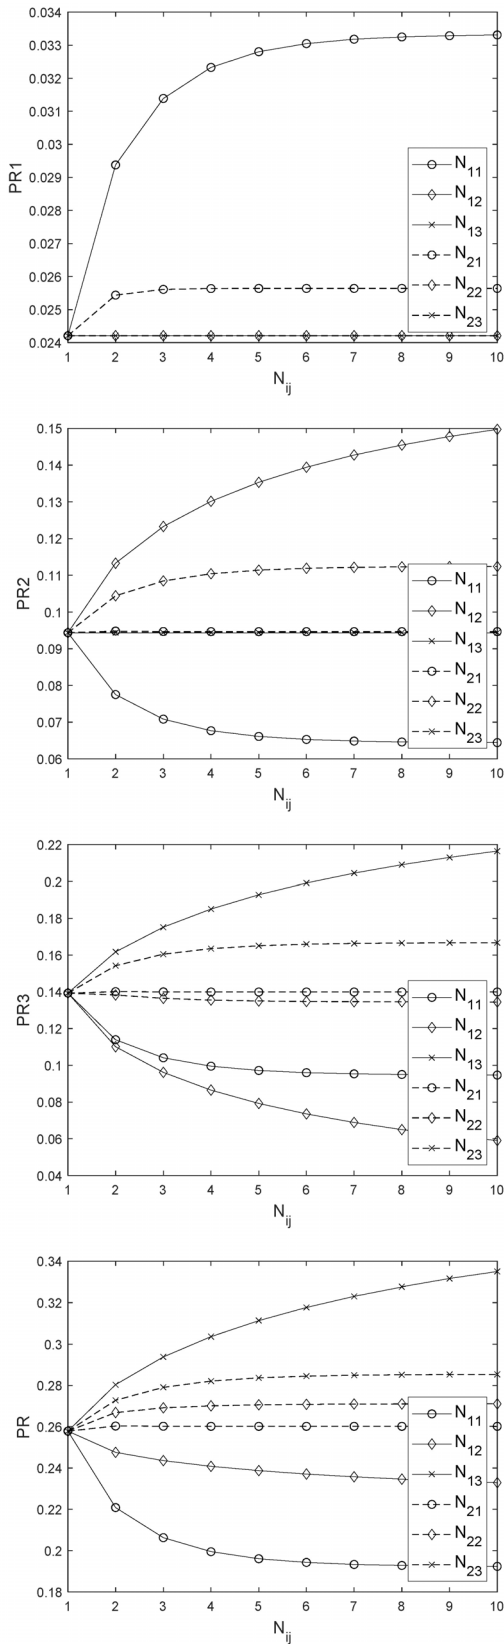 0.034
0.033
0.032
0.031
0.03
0.029
0.028
0.027
0.026
0.025
0.024
PR1
N11
N12
N13
N21
N22
N23
1 2 3 4 5 6 7 8 9 10
Nij
0.15
0.14
0.13
0.12
0.11
0.1
0.09
0.08
0.07
0.06
PR2
N11
N12
N13
N21
N22
N23
1 2 3 4 5 6 7 8 9 10
Nij
0.22
0.2
0.18
0.16
0.14
0.12
0.1
0.08
0.06
0.04
PR3
N11
N12
N13
N21
N22
N23
1 2 3 4 5 6 7 8 9 10
Nij
0.34
0.32
0.3
0.28
0.26
0.24
0.22
0.2
0.18
PR
N11
N12
N13
N21
N22
N23
1 2 3 4 5 6 7 8 9 10
Nij